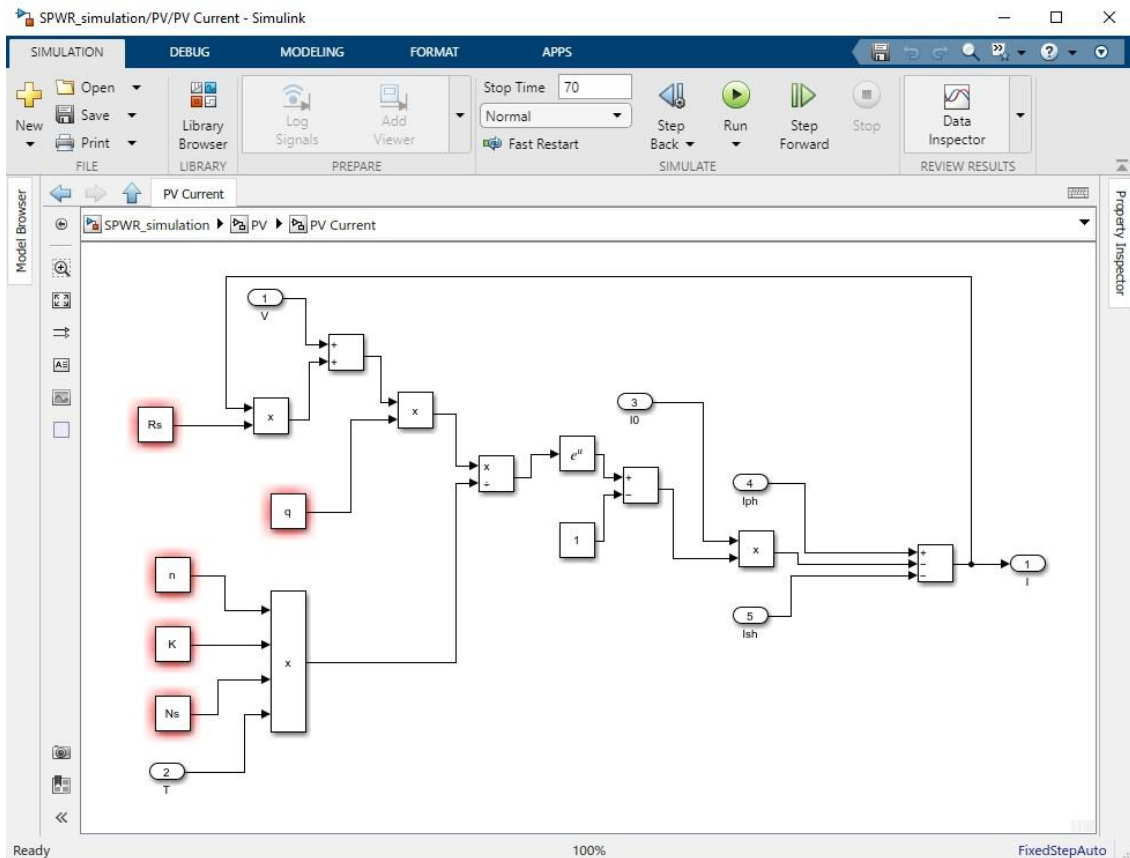 SPWR_simulation/PV/PV Current - Simulink
SIMULATION DEBUG MODELING FORMAT APPS
New
Open
Save
Print
FILE
Library
Browser
LIBRARY
Log
Signals
Add
Viewer
PREPARE
Stop Time 70
Normal
Fast Restart
Step
Back
Run
Step
Forward
Stop
SIMULATE
Data
Inspector
REVIEW RESULTS
Model Browser
PV Current
SPWR_simulation PV PV Current
Property Inspector
1
V
+
+
x
Rs
x
q
x
÷
e^u
3
I0
+
−
1
4
Iph
x
+
−
−
1
I
5
Ish
n
K
Ns
x
2
T
Ready
100%
FixedStepAuto